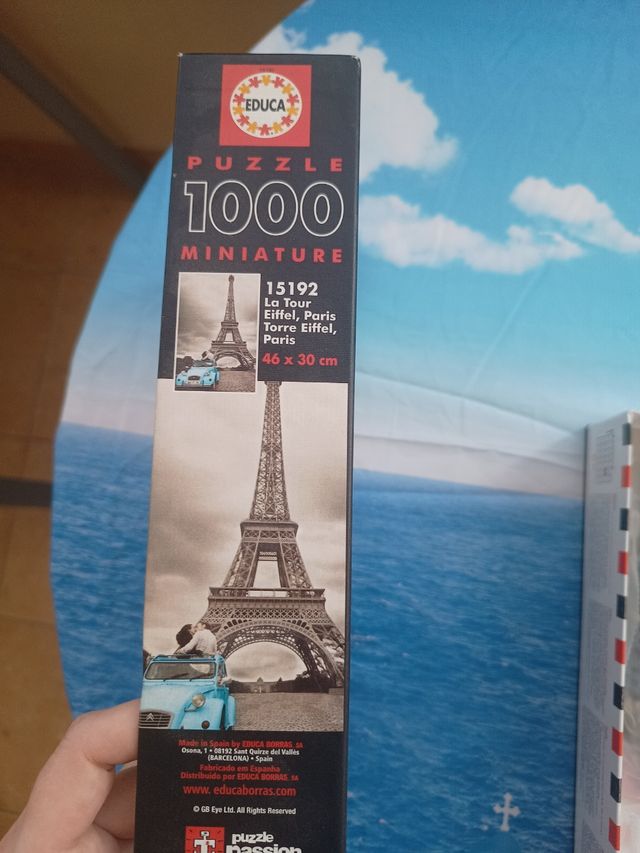 EDUCA
PUZZLE
1000
MINIATURE
15192
La Tour
Eiffel, Paris
Torre Eiffel,
Paris
46 x 30 cm
Made in Spain by EDUCA BORRAS, SA
Osona, 1 • 08192 Sant Quirze del Vallès
(BARCELONA) • Spain
Fabricado em Espanha
Distribuido por EDUCA BORRAS, SA
www. educaborras.com
© GB Eye Ltd. All Rights Reserved
puzzle
passion